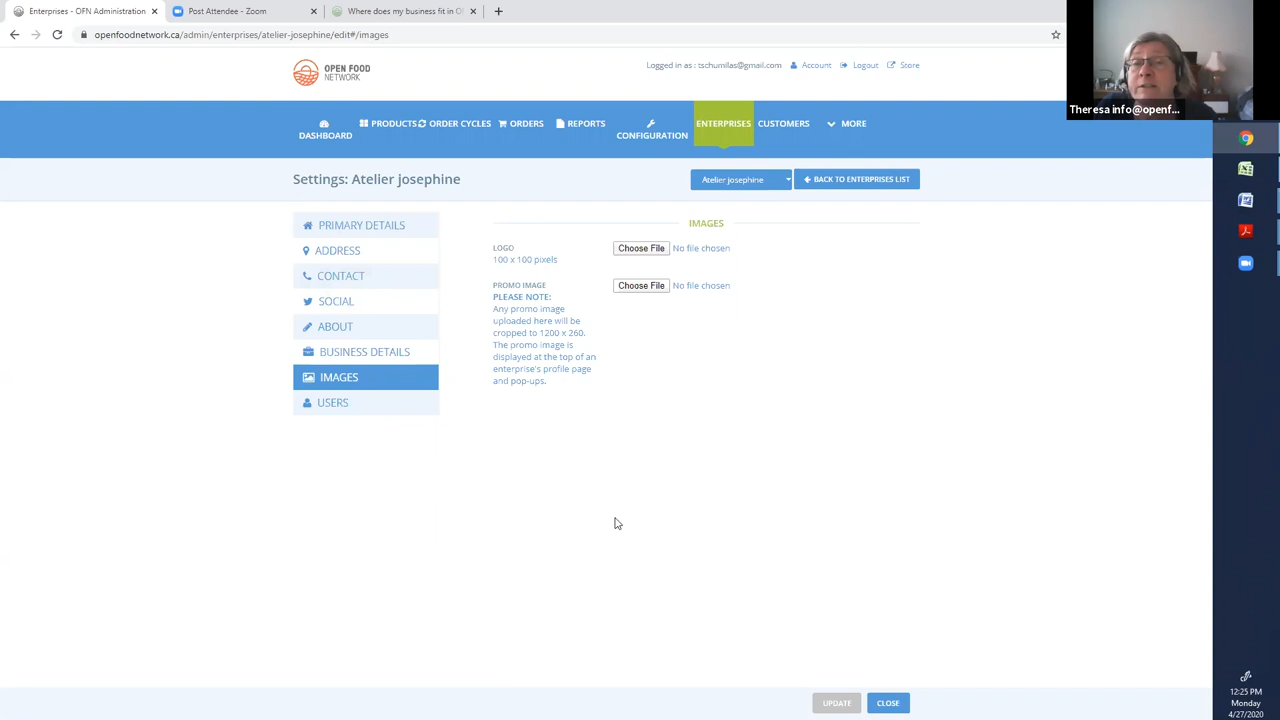 Enterprises - OFN Administration
Post Attendee - Zoom
Where does my business fit in O
openfoodnetwork.ca/admin/enterprises/atelier-josephine/edit#/images
OPEN FOOD
NETWORK
Logged in as : tschumilas@gmail.com
Account
Logout
Store
Theresa info@openf...
DASHBOARD
PRODUCTS
ORDER CYCLES
ORDERS
REPORTS
CONFIGURATION
ENTERPRISES
CUSTOMERS
MORE
Settings: Atelier josephine
Atelier josephine
BACK TO ENTERPRISES LIST
PRIMARY DETAILS
ADDRESS
CONTACT
SOCIAL
ABOUT
BUSINESS DETAILS
IMAGES
USERS
IMAGES
LOGO
100 x 100 pixels
Choose File No file chosen
PROMO IMAGE
PLEASE NOTE:
Any promo image
uploaded here will be
cropped to 1200 x 260.
The promo image is
displayed at the top of an
enterprise's profile page
and pop-ups.
Choose File No file chosen
UPDATE
CLOSE
12:25 PM
Monday
4/27/2020